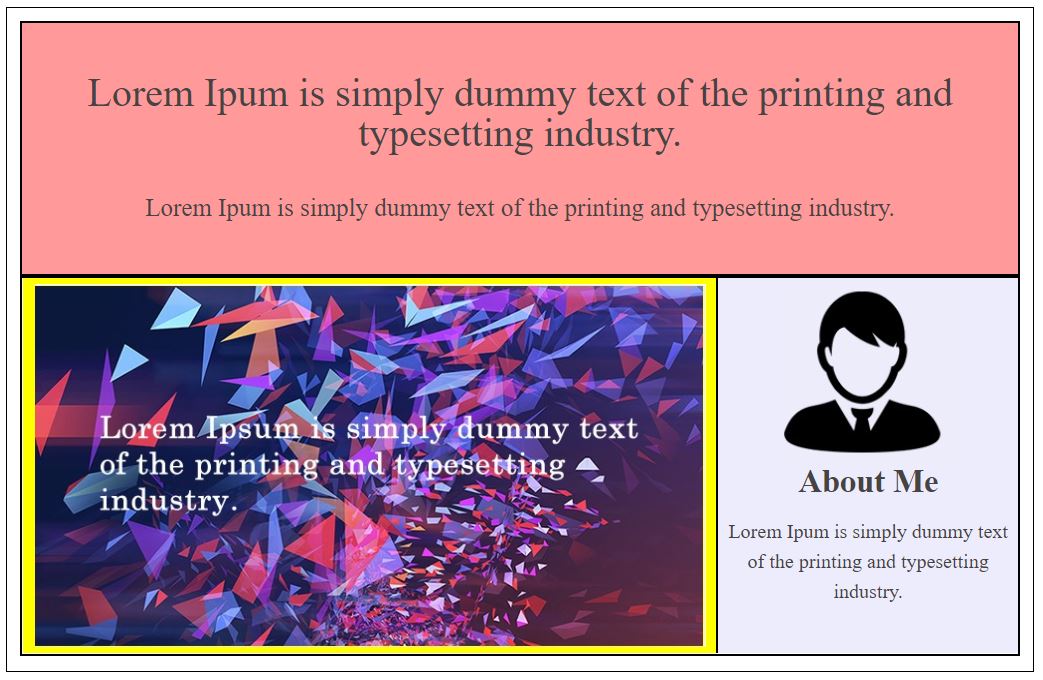 Lorem Ipum is simply dummy text of the printing and
typesetting industry.
Lorem Ipum is simply dummy text of the printing and typesetting industry.
Lorem Ipsum is simply dummy text
of the printing and typesetting
industry.
About Me
Lorem Ipum is simply dummy text
of the printing and typesetting
industry.